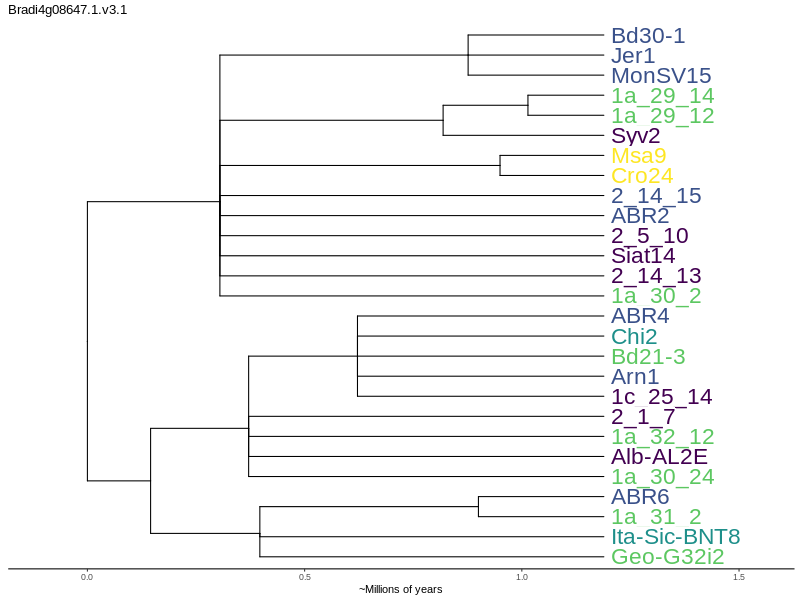 Bradi4g08647.1.v3.1
Bd30-1
Jer1
MonSV15
1a_29_14
1a_29_12
Syv2
Msa9
Cro24
2_14_15
ABR2
2_5_10
Siat14
2_14_13
1a_30_2
ABR4
Chi2
Bd21-3
Arn1
1c_25_14
2_1_7
1a_32_12
Alb-AL2E
1a_30_24
ABR6
1a_31_2
Ita-Sic-BNT8
Geo-G32i2
0.0 0.5 1.0 1.5
~Millions of years